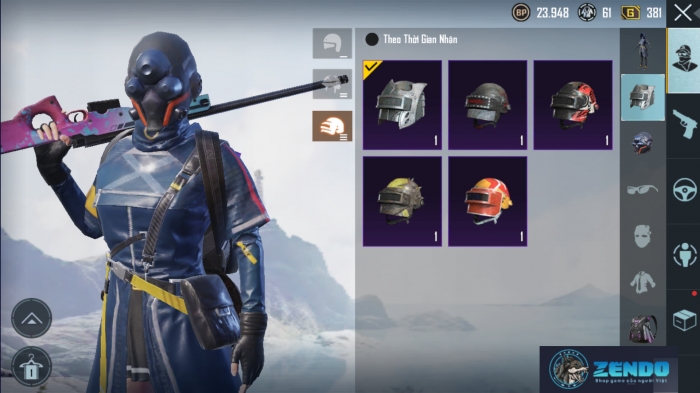 BP 23.948 61 G 381
Theo Thời Gian Nhận
1 1 1
1 1
1
ZENDO
Shop game của người Việt